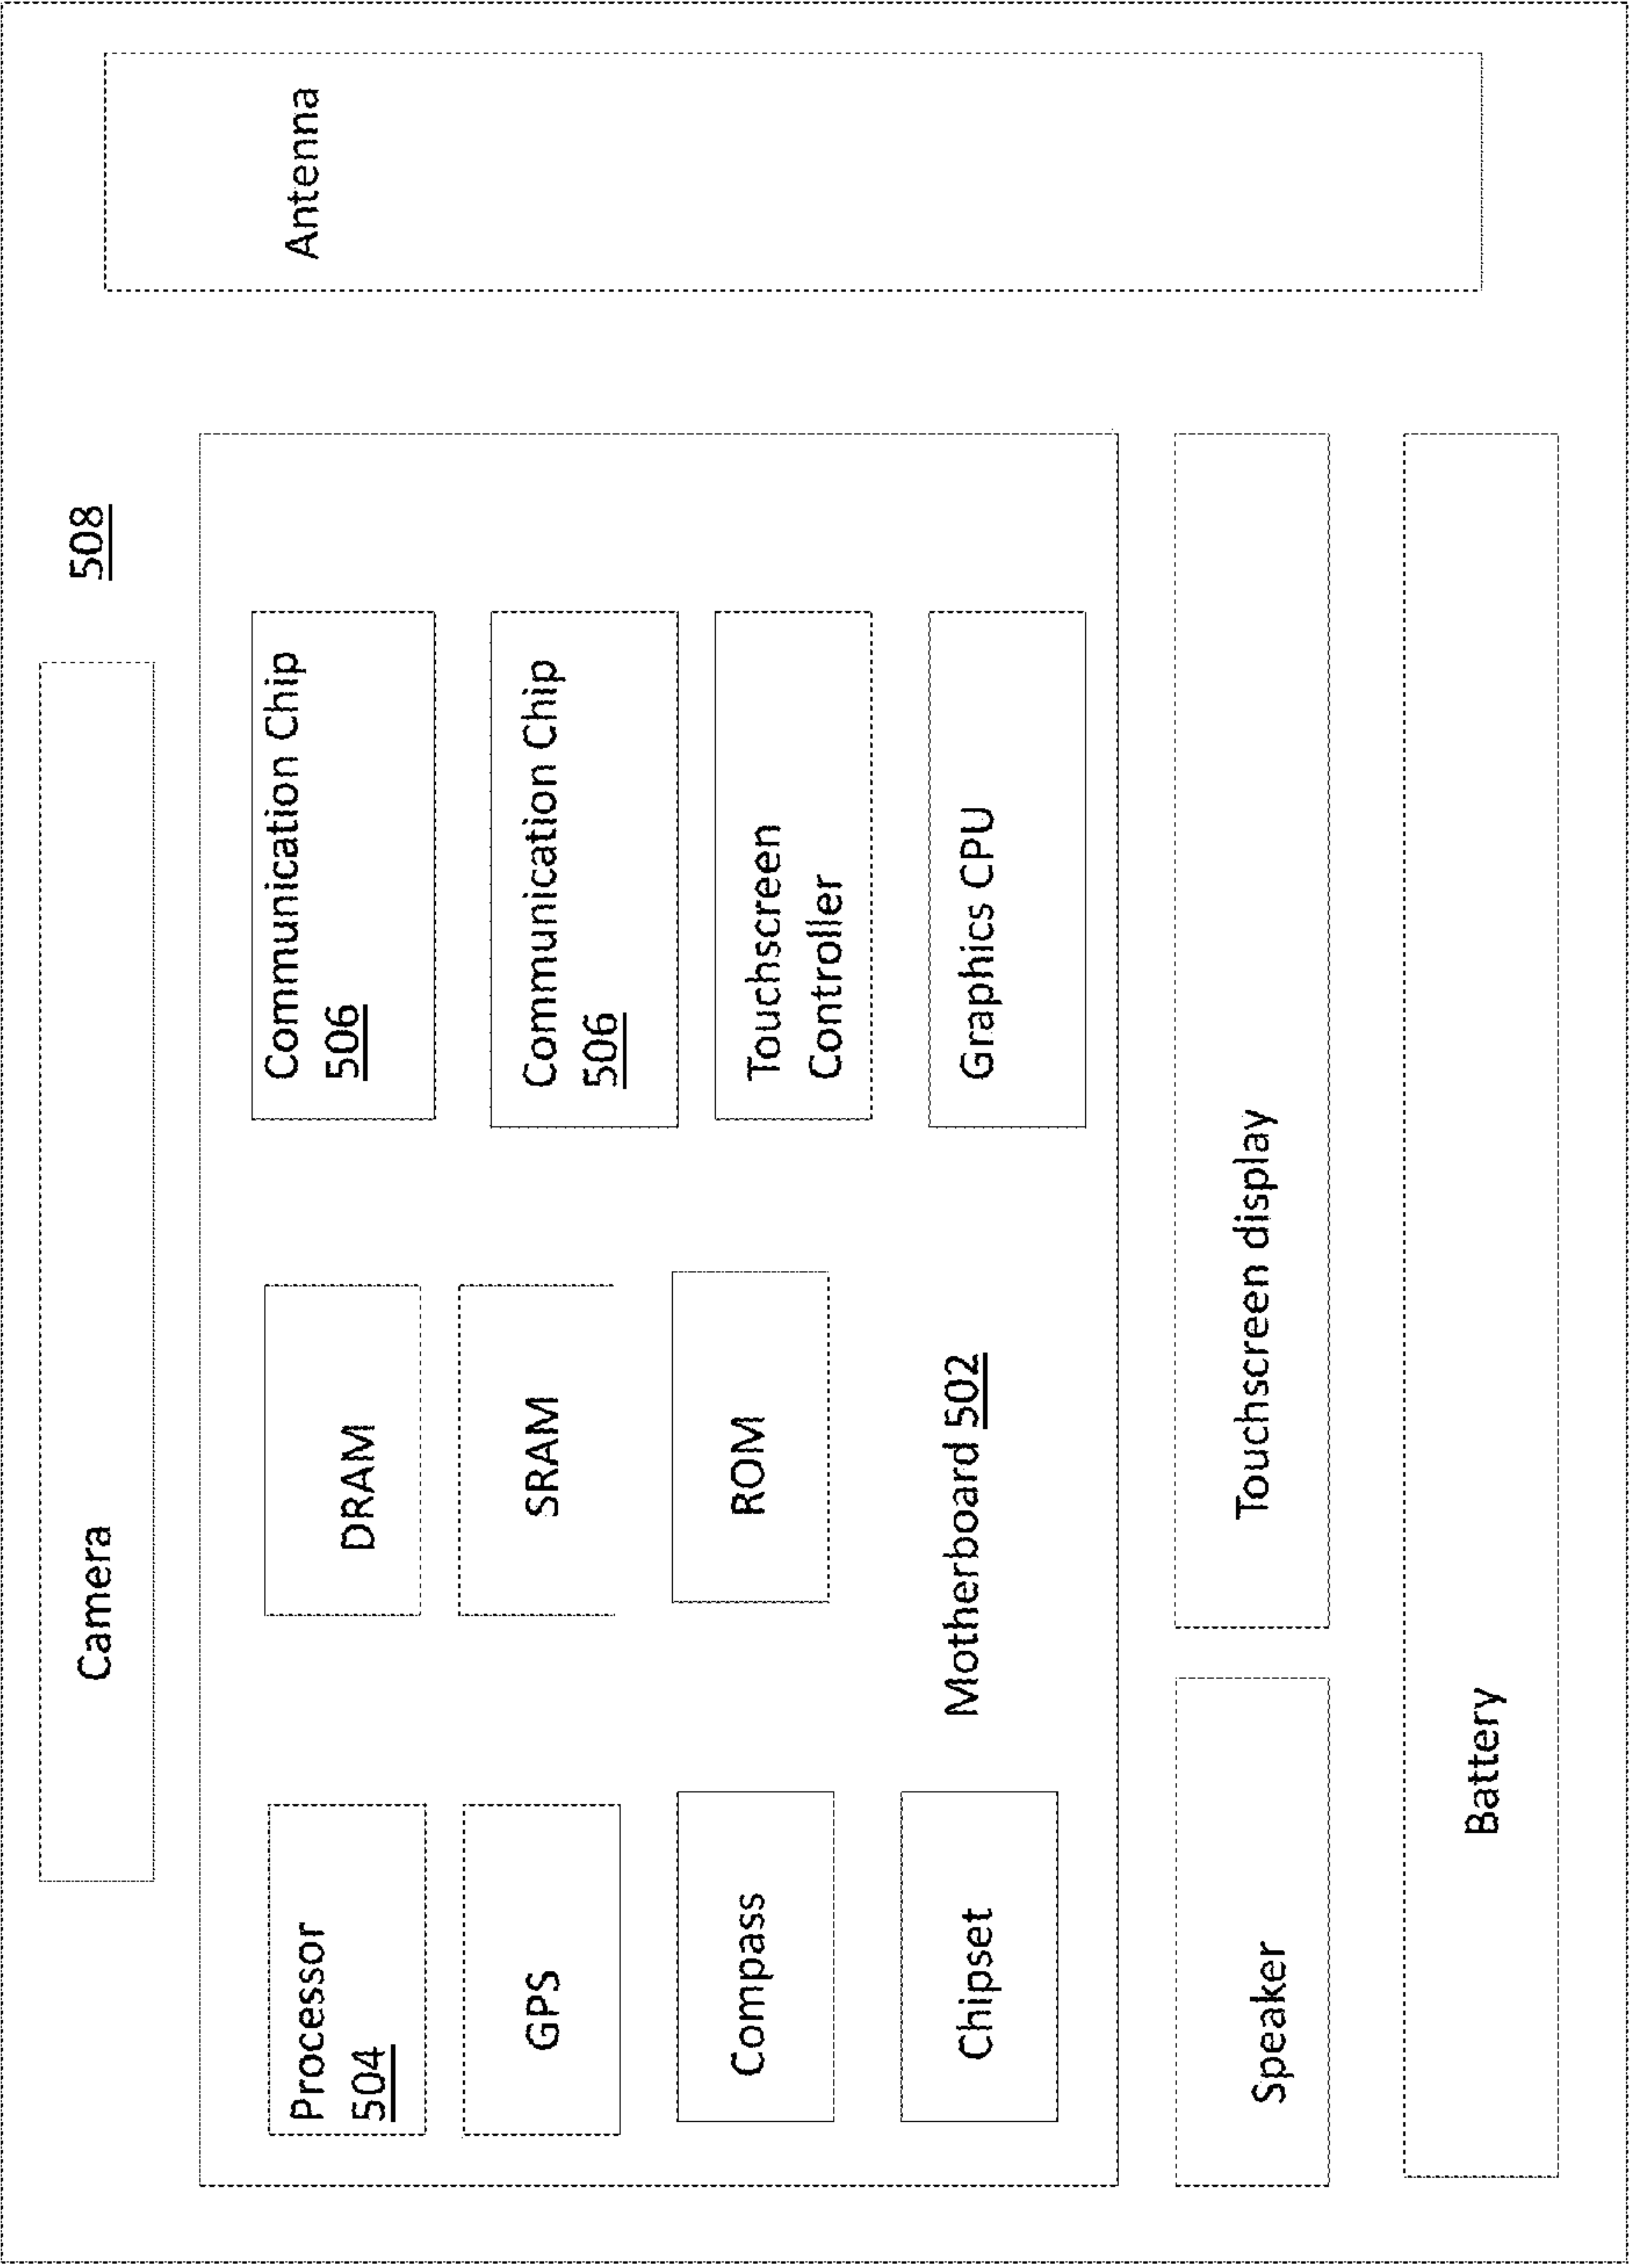 Camera
508
Antenna
Processor
504
DRAM
Communication Chip
506
GPS
SRAM
Communication Chip
506
Compass
ROM
Touchscreen
Controller
Chipset
Motherboard 502
Graphics CPU
Speaker
Touchscreen display
Battery